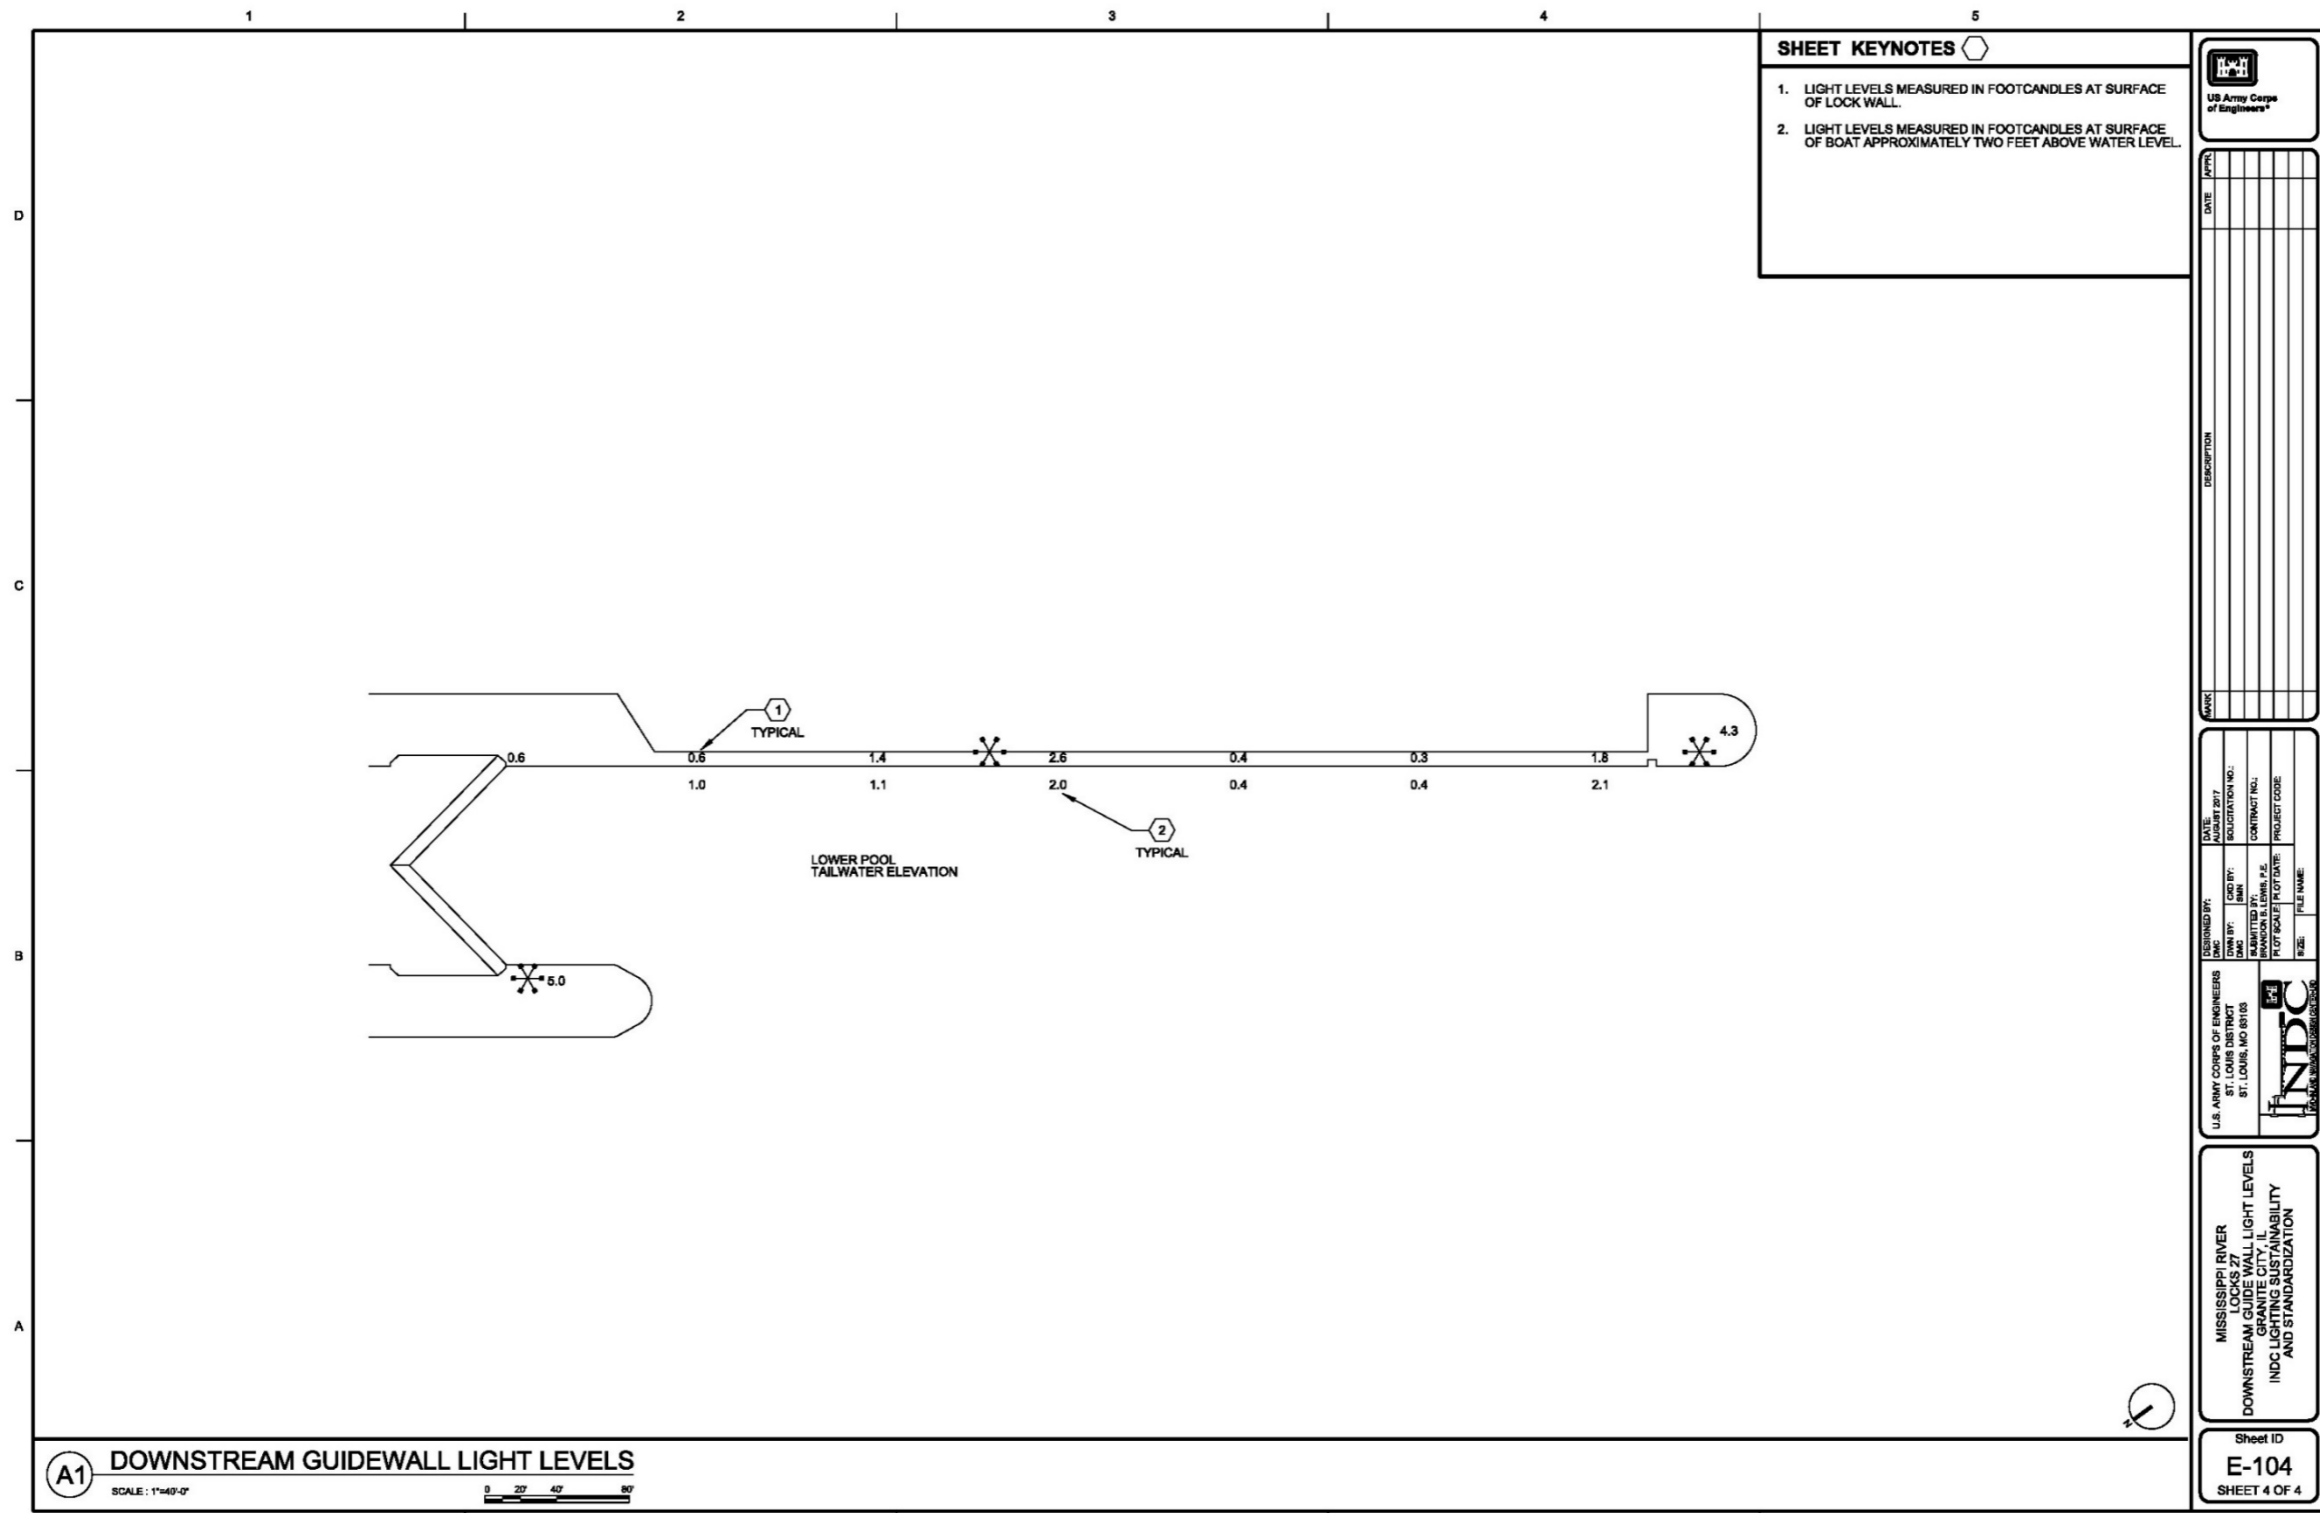 1 2 3 4 5
SHEET KEYNOTES
1. LIGHT LEVELS MEASURED IN FOOTCANDLES AT SURFACE
OF LOCK WALL.
2. LIGHT LEVELS MEASURED IN FOOTCANDLES AT SURFACE
OF BOAT APPROXIMATELY TWO FEET ABOVE WATER LEVEL.
D
C
B
A
1
TYPICAL
4.3
0.6 0.6 1.4 2.6 0.4 0.3 1.8
1.0 1.1 2.0 0.4 0.4 2.1
2
TYPICAL
LOWER POOL
TAILWATER ELEVATION
5.0
N
A1
DOWNSTREAM GUIDEWALL LIGHT LEVELS
SCALE : 1"=40'-0"
0 20' 40' 80'
US Army Corps
of Engineers®
MARK DESCRIPTION DATE APPR.
DESIGNED BY:
DMC
DATE:
AUGUST 2017
DWN BY:
DMC
CKD BY:
SMN
SOLICITATION NO.:
SUBMITTED BY:
BRANDON B. LEWIS, P.E.
CONTRACT NO.:
PLOT SCALE:
PLOT DATE:
PROJECT CODE:
SIZE:
FILE NAME:
U.S. ARMY CORPS OF ENGINEERS
ST. LOUIS DISTRICT
ST. LOUIS, MO 63103
INDC
MISSISSIPPI RIVER
LOCKS 27
DOWNSTREAM GUIDE WALL LIGHT LEVELS
GRANITE CITY, IL
INDC LIGHTING SUSTAINABILITY
AND STANDARDIZATION
Sheet ID
E-104
SHEET 4 OF 4